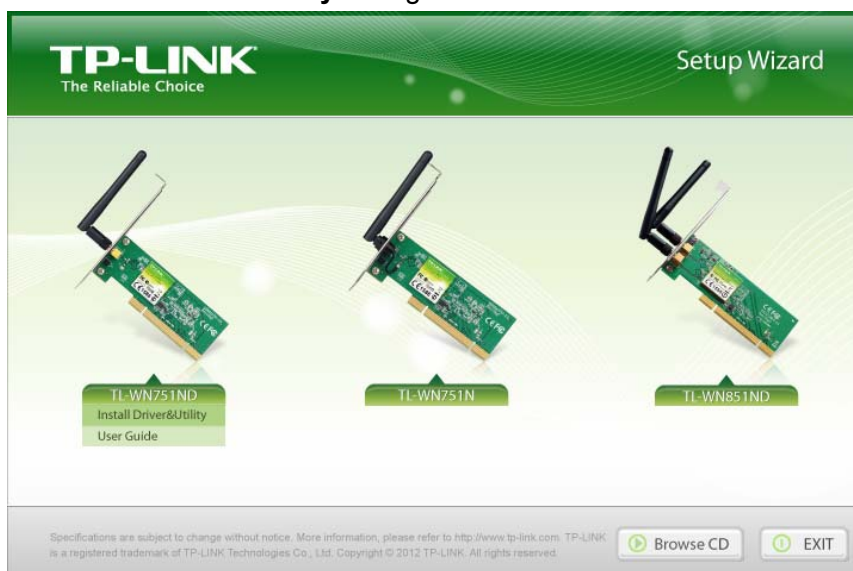 TP-LINK
The Reliable Choice
Setup Wizard
TL-WN751ND
Install Driver&Utility
User Guide
TL-WN751N
TL-WN851ND
Specifications are subject to change without notice. More information, please refer to http://www.tp-link.com. TP-LINK
is a registered trademark of TP-LINK Technologies Co., Ltd. Copyright © 2012 TP-LINK. All rights reserved.
Browse CD
EXIT